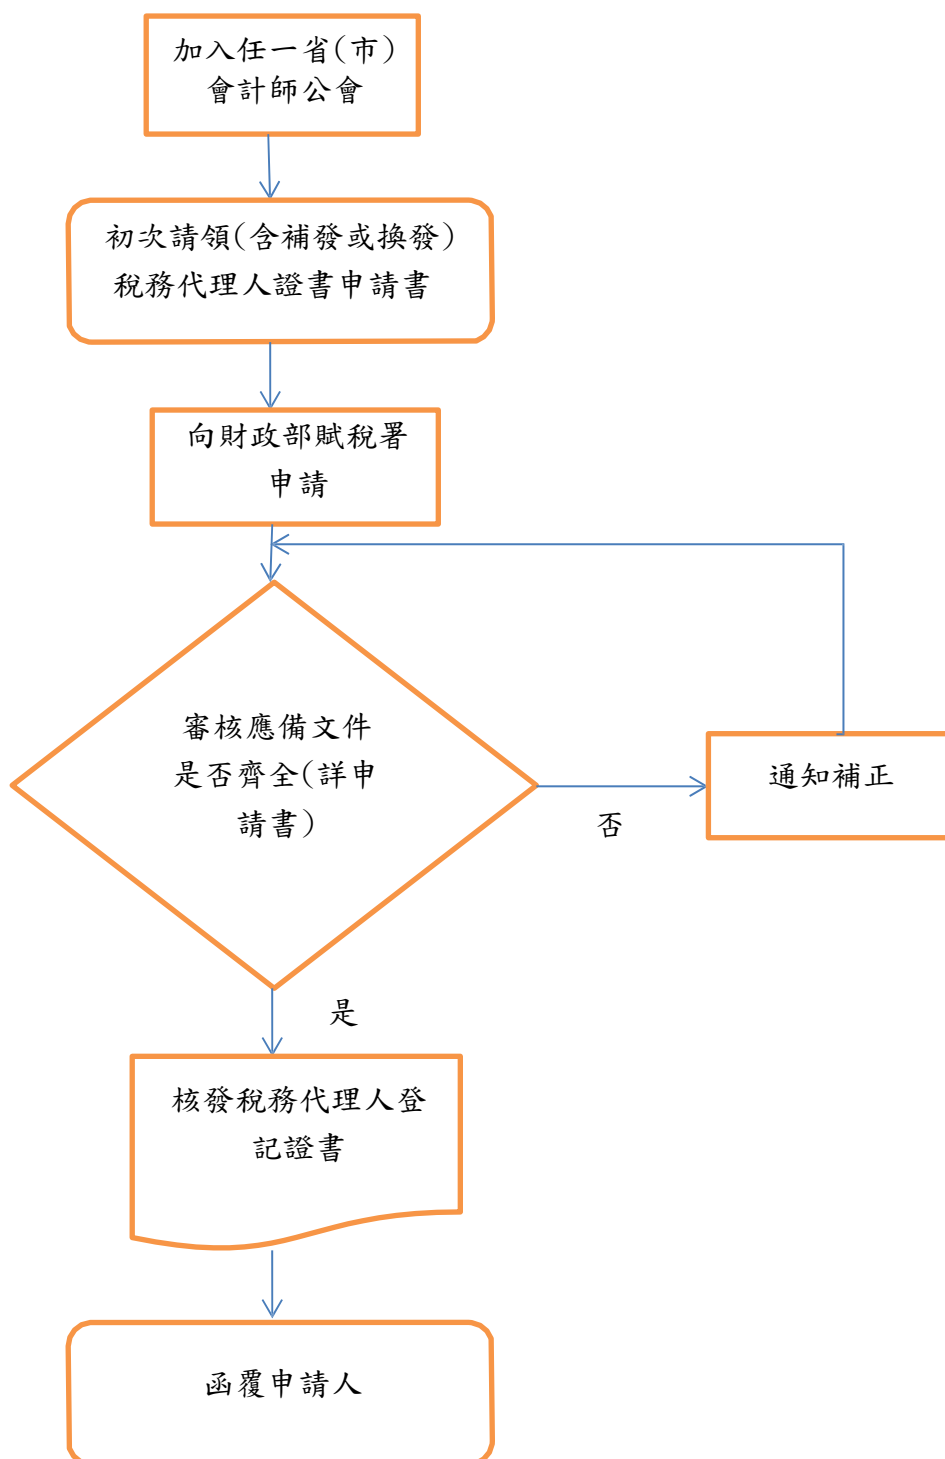 加入任一省(市)
會計師公會
初次請領(含補發或換發)
稅務代理人證書申請書
向財政部賦稅署
申請
審核應備文件
是否齊全(詳申
請書)
否
通知補正
是
核發稅務代理人登
記證書
函覆申請人